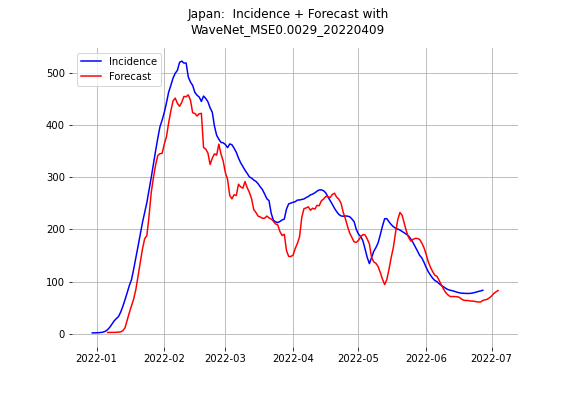 Japan:  Incidence + Forecast with
WaveNet_MSE0.0029_20220409
Incidence
Forecast
500
400
300
200
100
0
2022-01 2022-02 2022-03 2022-04 2022-05 2022-06 2022-07